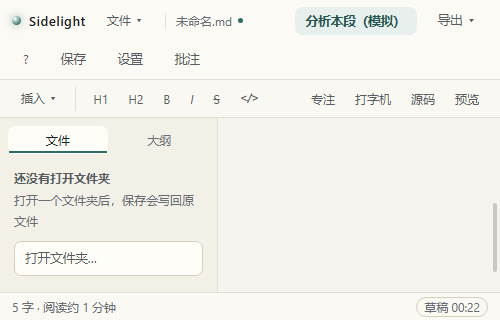 Sidelight 文件 未命名.md 分析本段（模拟） 导出
? 保存 设置 批注
插入 H1 H2 B I S </> 专注 打字机 源码 预览
文件 大纲
还没有打开文件夹
打开一个文件夹后，保存会写回原
文件
打开文件夹...
5 字 · 阅读约 1 分钟 草稿 00:22